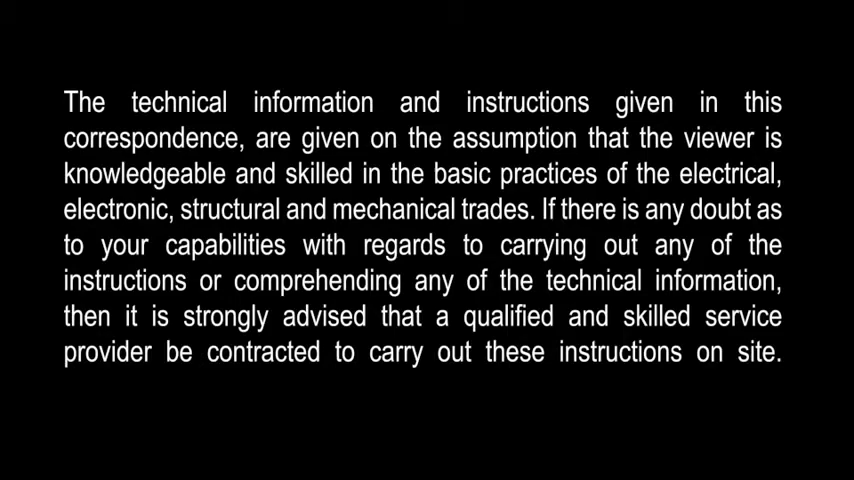 The technical information and instructions given in this
correspondence, are given on the assumption that the viewer is
knowledgeable and skilled in the basic practices of the electrical,
electronic, structural and mechanical trades. If there is any doubt as
to your capabilities with regards to carrying out any of the
instructions or comprehending any of the technical information,
then it is strongly advised that a qualified and skilled service
provider be contracted to carry out these instructions on site.